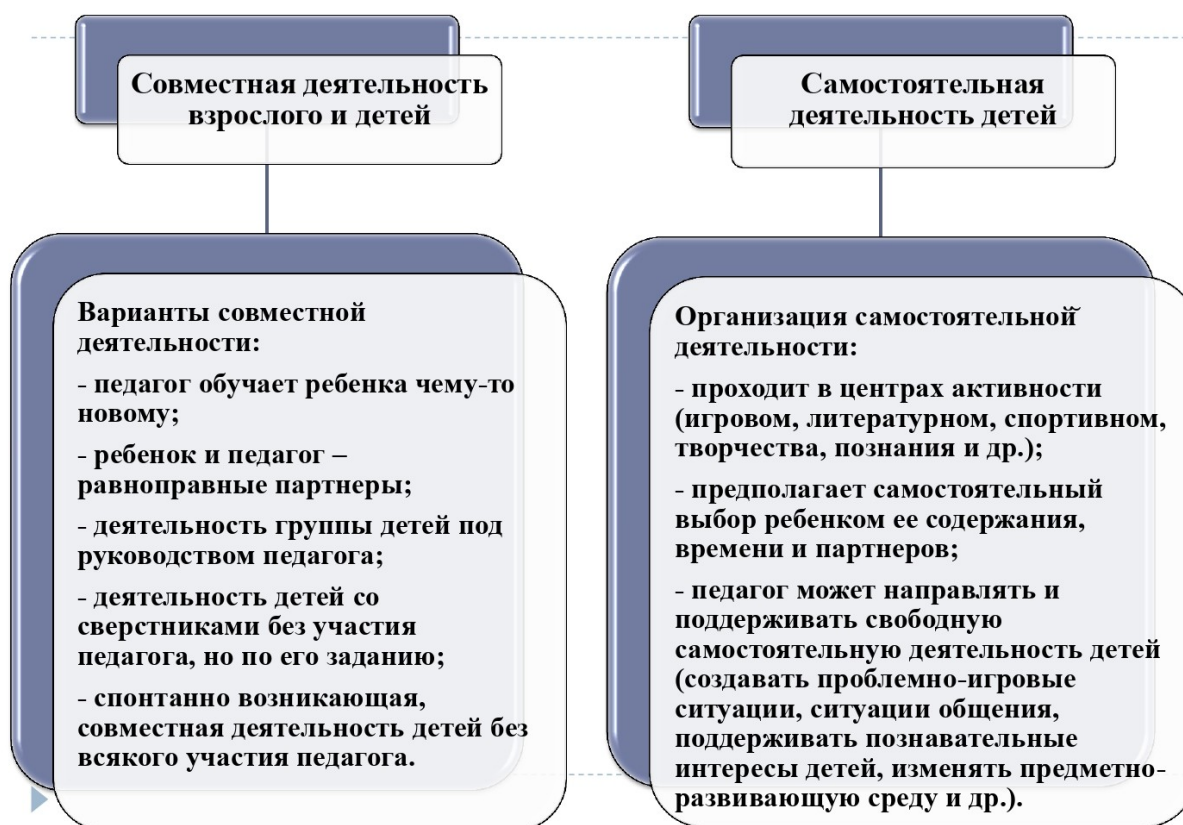 Совместная деятельность
взрослого и детей
Варианты совместной
деятельности:
- педагог обучает ребенка чему-то
новому;
- ребенок и педагог –
равноправные партнеры;
- деятельность группы детей под
руководством педагога;
- деятельность детей со
сверстниками без участия
педагога, но по его заданию;
- спонтанно возникающая,
совместная деятельность детей без
всякого участия педагога.
Самостоятельная
деятельность детей
Организация самостоятельной
деятельности:
- проходит в центрах активности
(игровом, литературном, спортивном,
творчества, познания и др.);
- предполагает самостоятельный
выбор ребенком ее содержания,
времени и партнеров;
- педагог может направлять и
поддерживать свободную
самостоятельную деятельность детей
(создавать проблемно-игровые
ситуации, ситуации общения,
поддерживать познавательные
интересы детей, изменять предметно-
развивающую среду и др.).